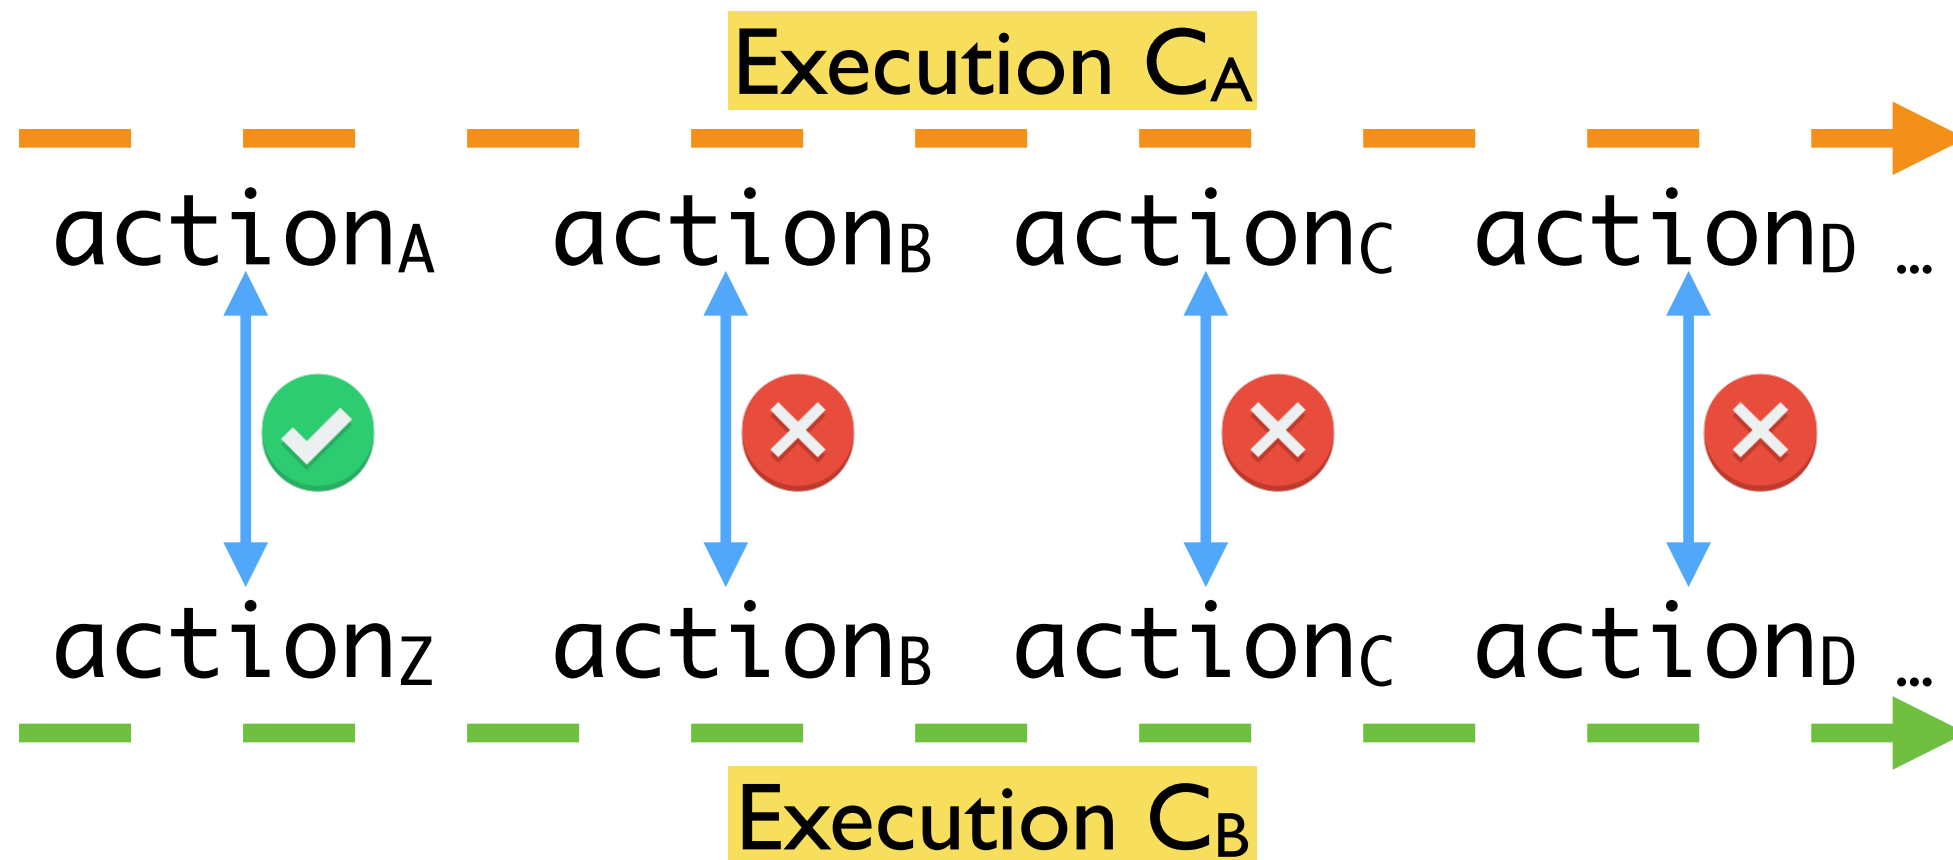 Execution CA
actionA actionB actionC actionD ...
actionZ actionB actionC actionD ...
Execution CB